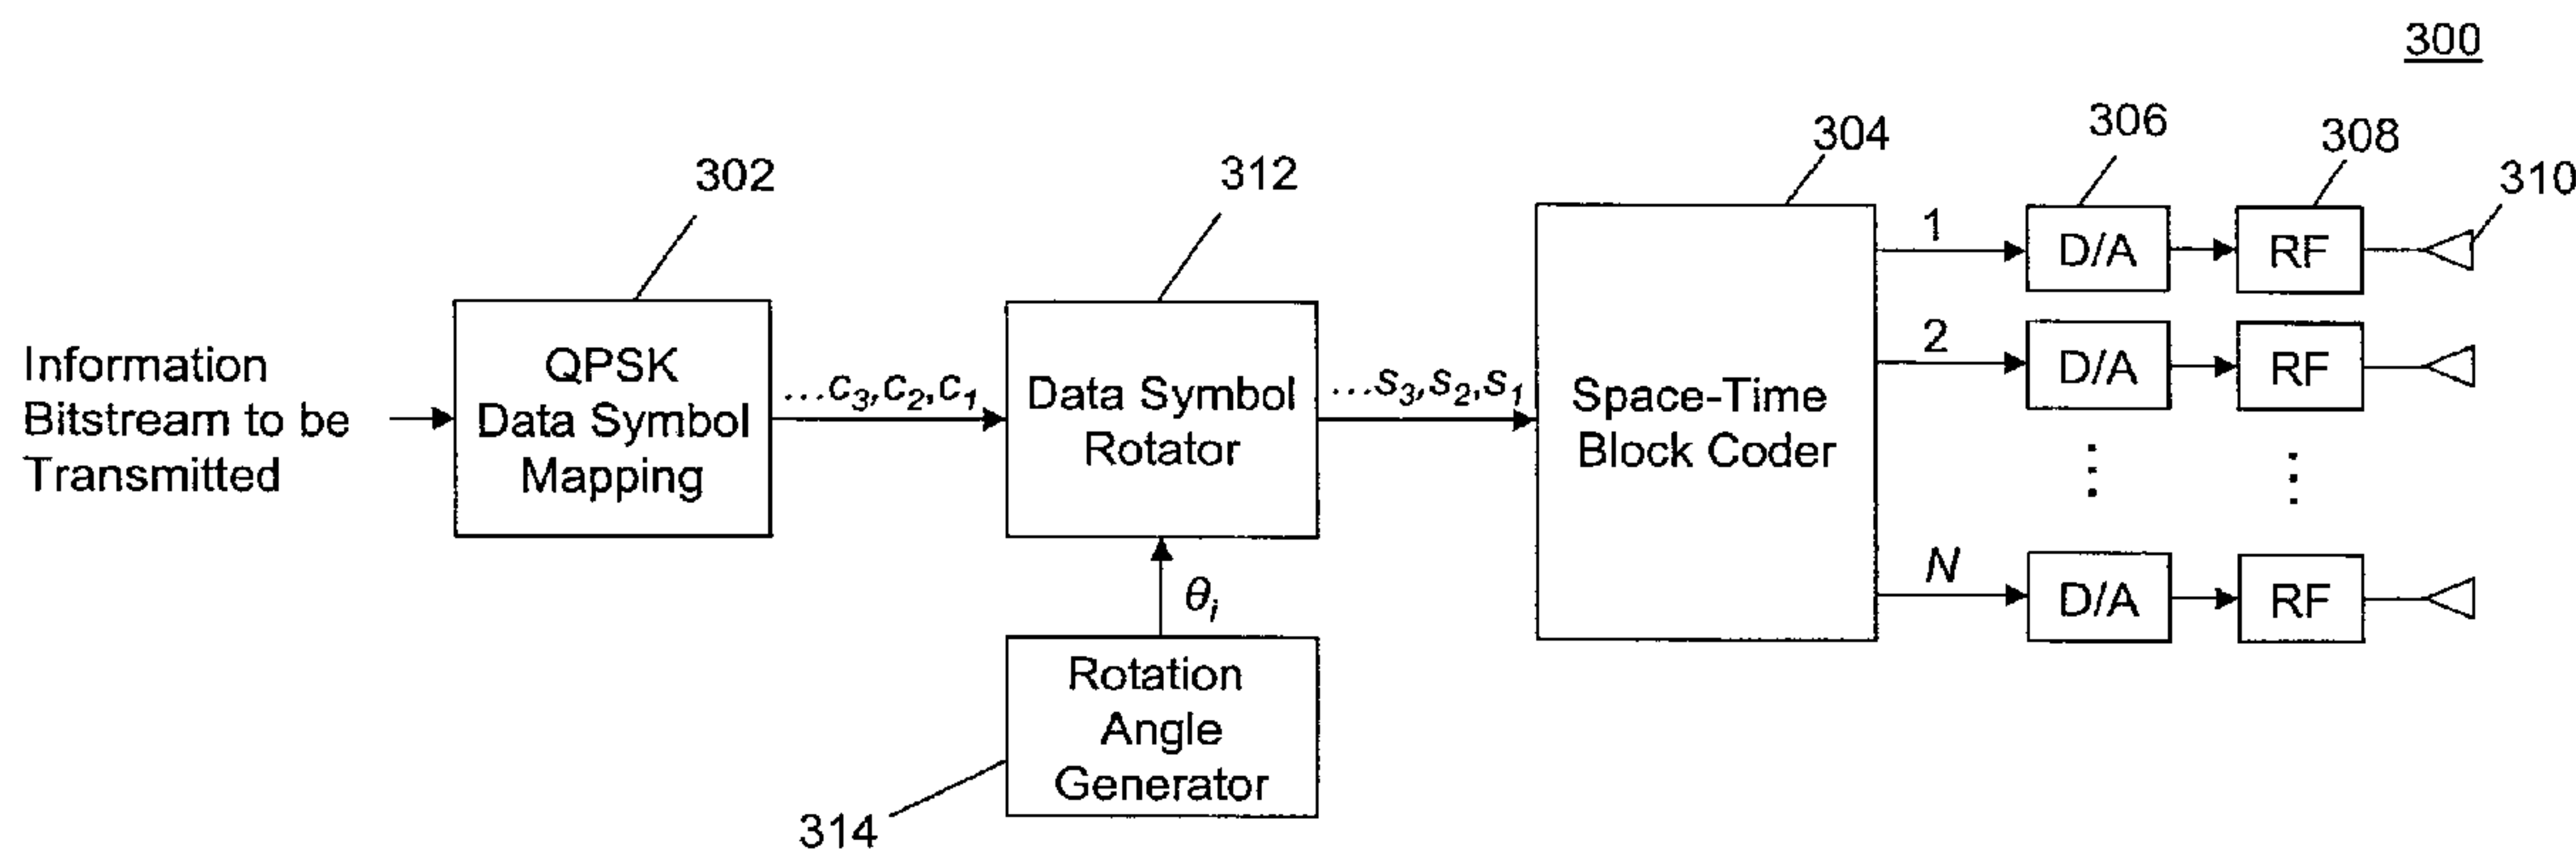 300
302
312
304
306
308
310
Information
Bitstream to be
Transmitted
QPSK
Data Symbol
Mapping
...c3,c2,c1
Data Symbol
Rotator
...s3,s2,s1
Space-Time
Block Coder
1
D/A
RF
2
D/A
RF
N
D/A
RF
θi
Rotation
Angle
Generator
314